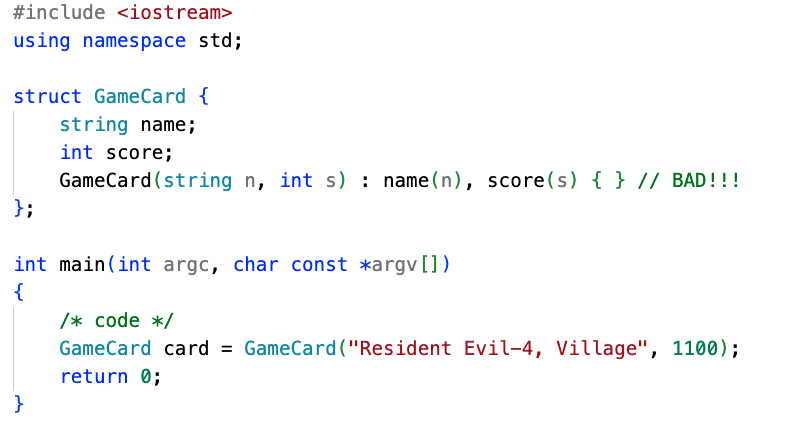 #include <iostream>
using namespace std;
struct GameCard {
string name;
int score;
GameCard(string n, int s) : name(n), score(s) { } // BAD!!!
};
int main(int argc, char const *argv[])
{
/* code */
GameCard card = GameCard("Resident Evil-4, Village", 1100);
return 0;
}